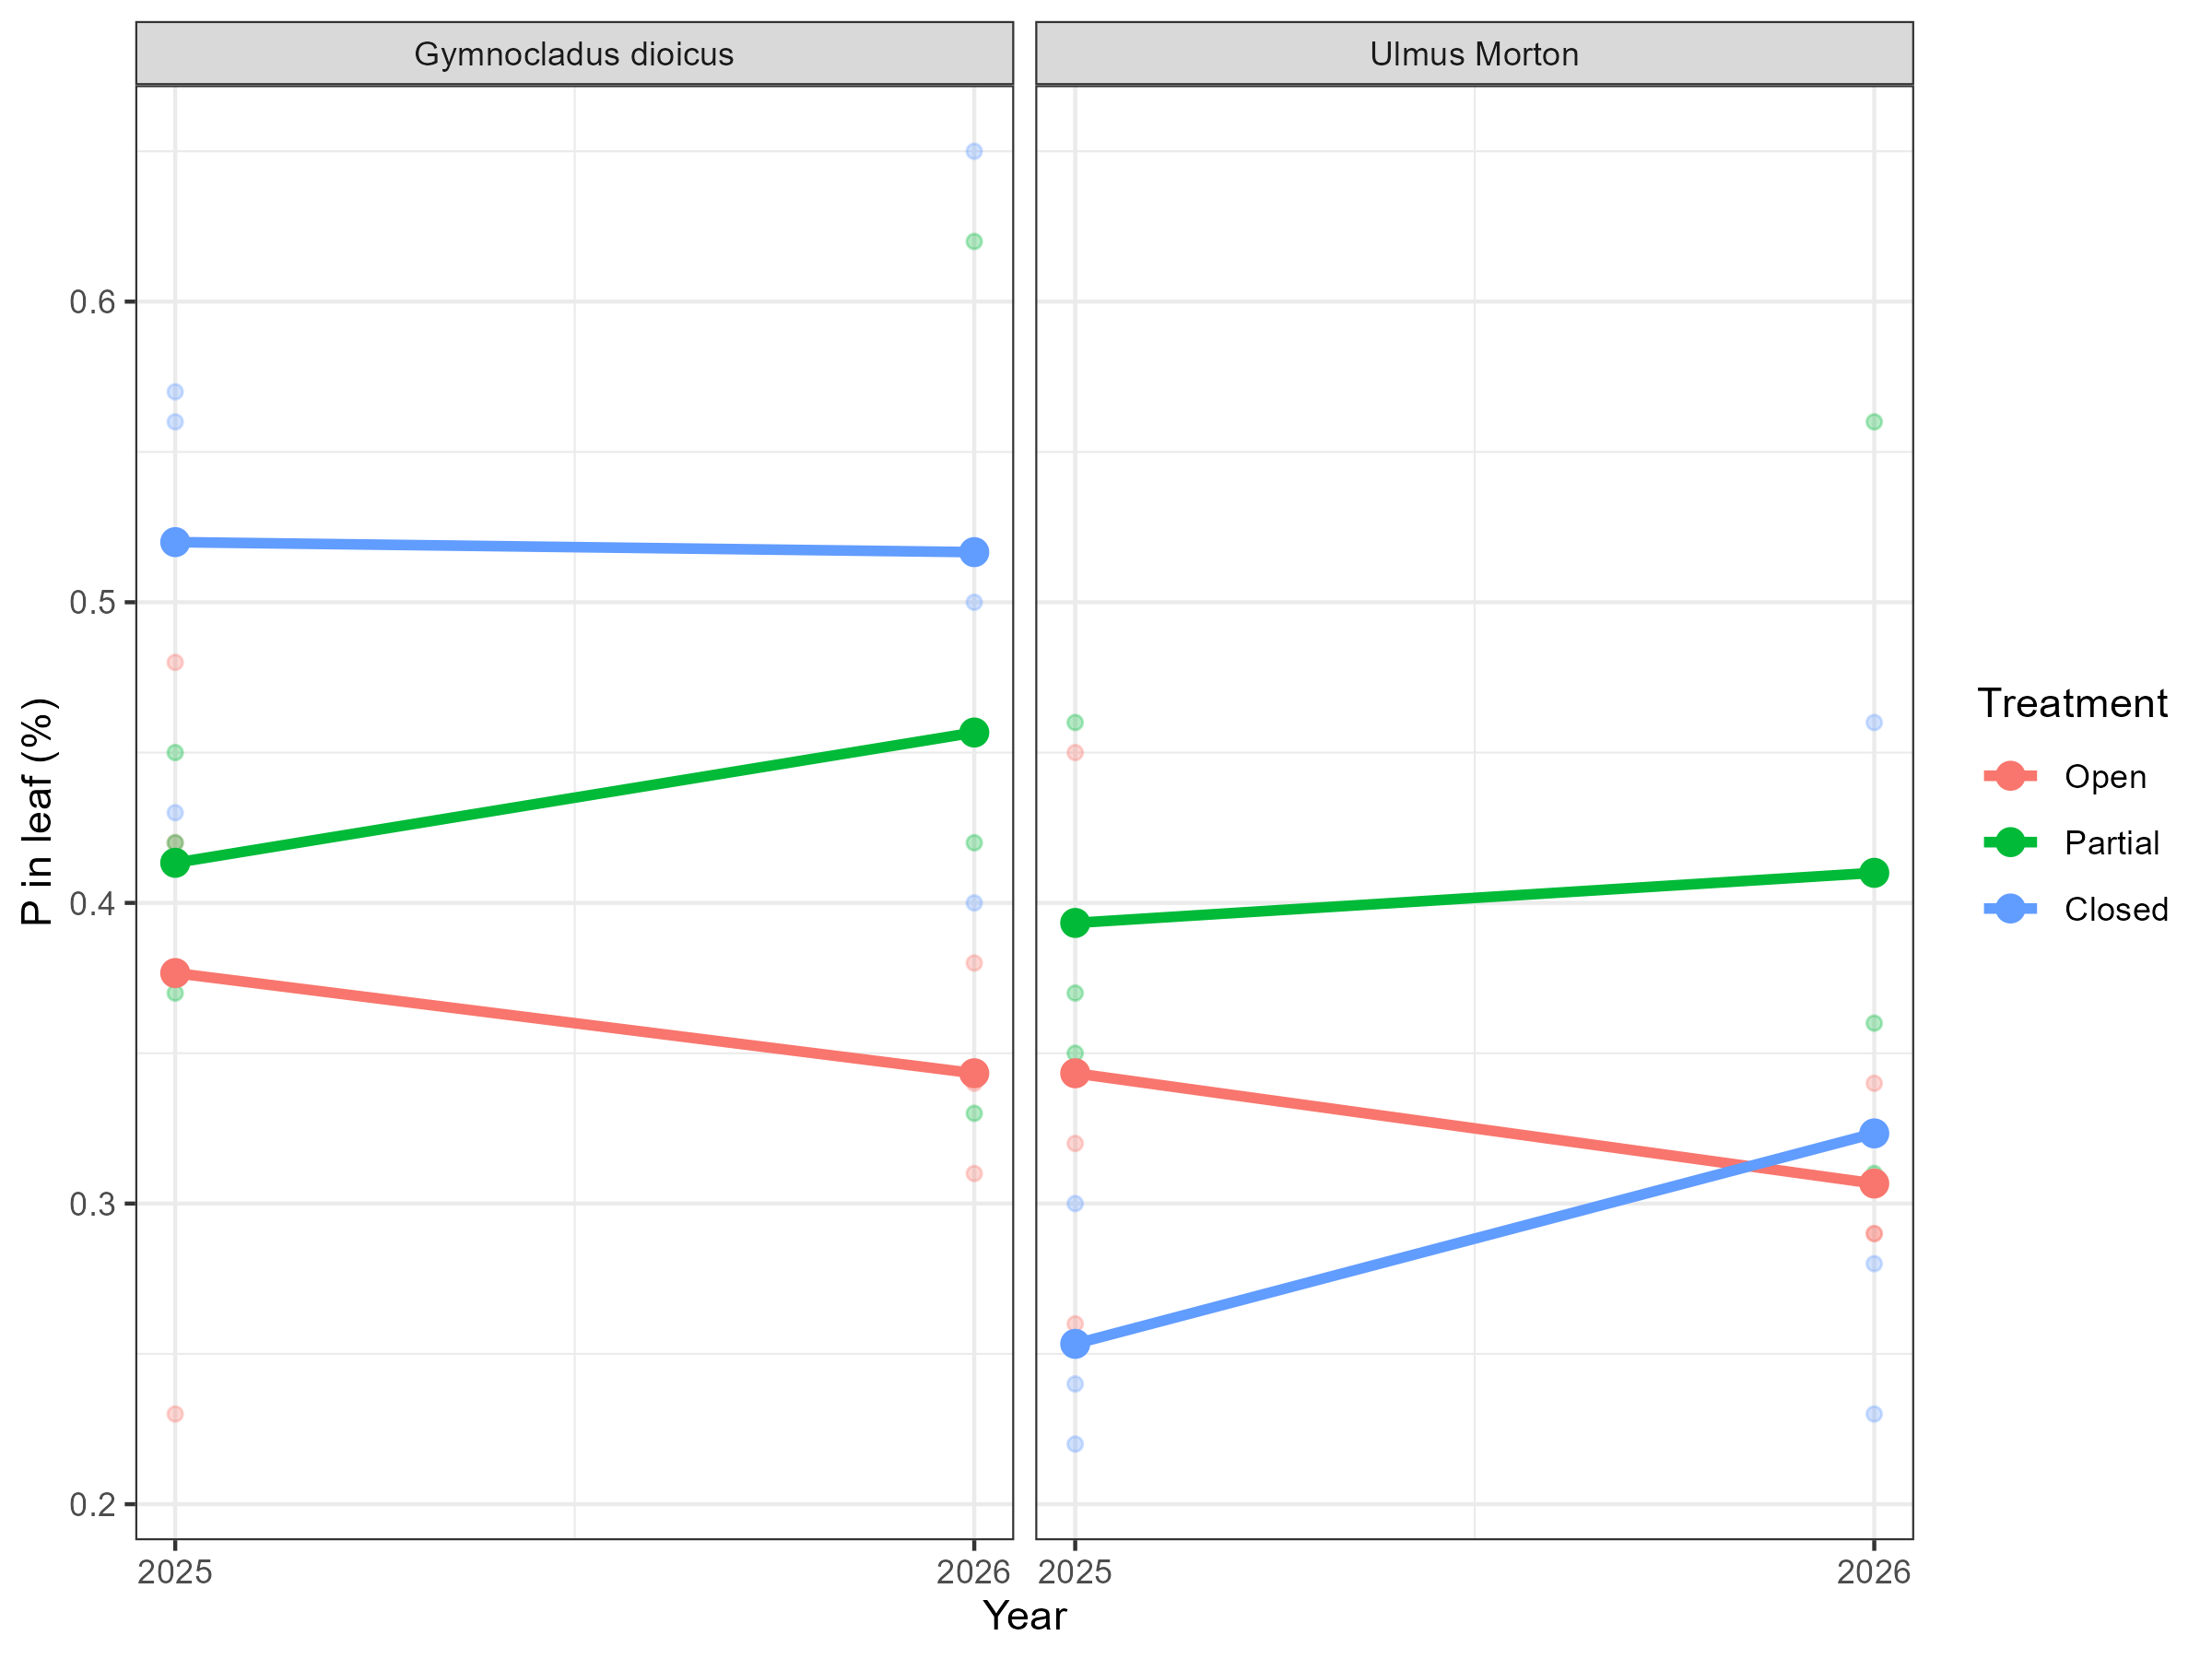 Gymnocladus dioicus
Ulmus Morton
P in leaf (%)
0.6
0.5
0.4
0.3
0.2
2025
2026
2025
2026
Year
Treatment
Open
Partial
Closed